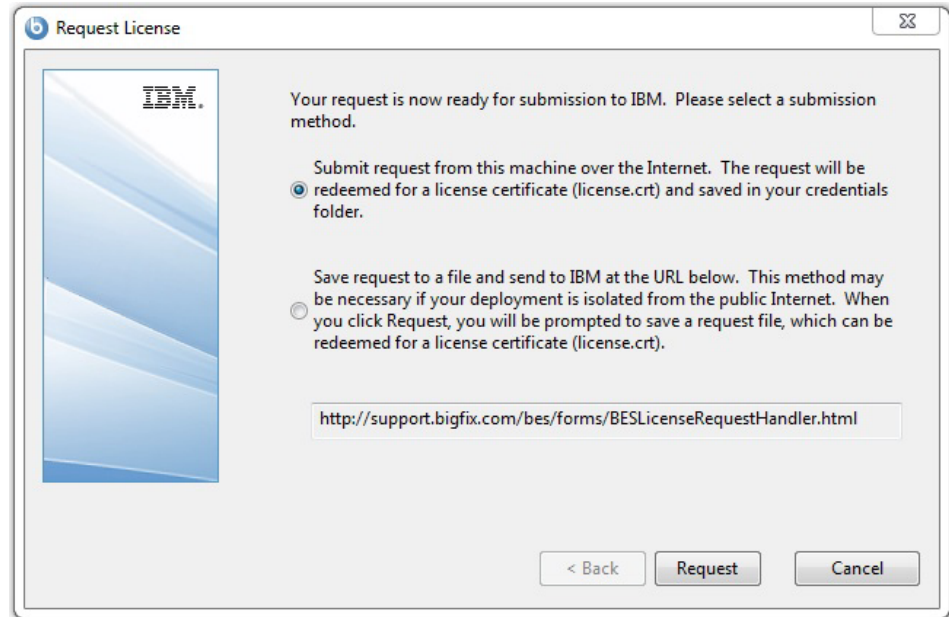 Request License
IBM.
Your request is now ready for submission to IBM. Please select a submission
method.
Submit request from this machine over the Internet. The request will be
redeemed for a license certificate (license.crt) and saved in your credentials
folder.
Save request to a file and send to IBM at the URL below. This method may
be necessary if your deployment is isolated from the public Internet. When
you click Request, you will be prompted to save a request file, which can be
redeemed for a license certificate (license.crt).
http://support.bigfix.com/bes/forms/BESLicenseRequestHandler.html
< Back
Request
Cancel